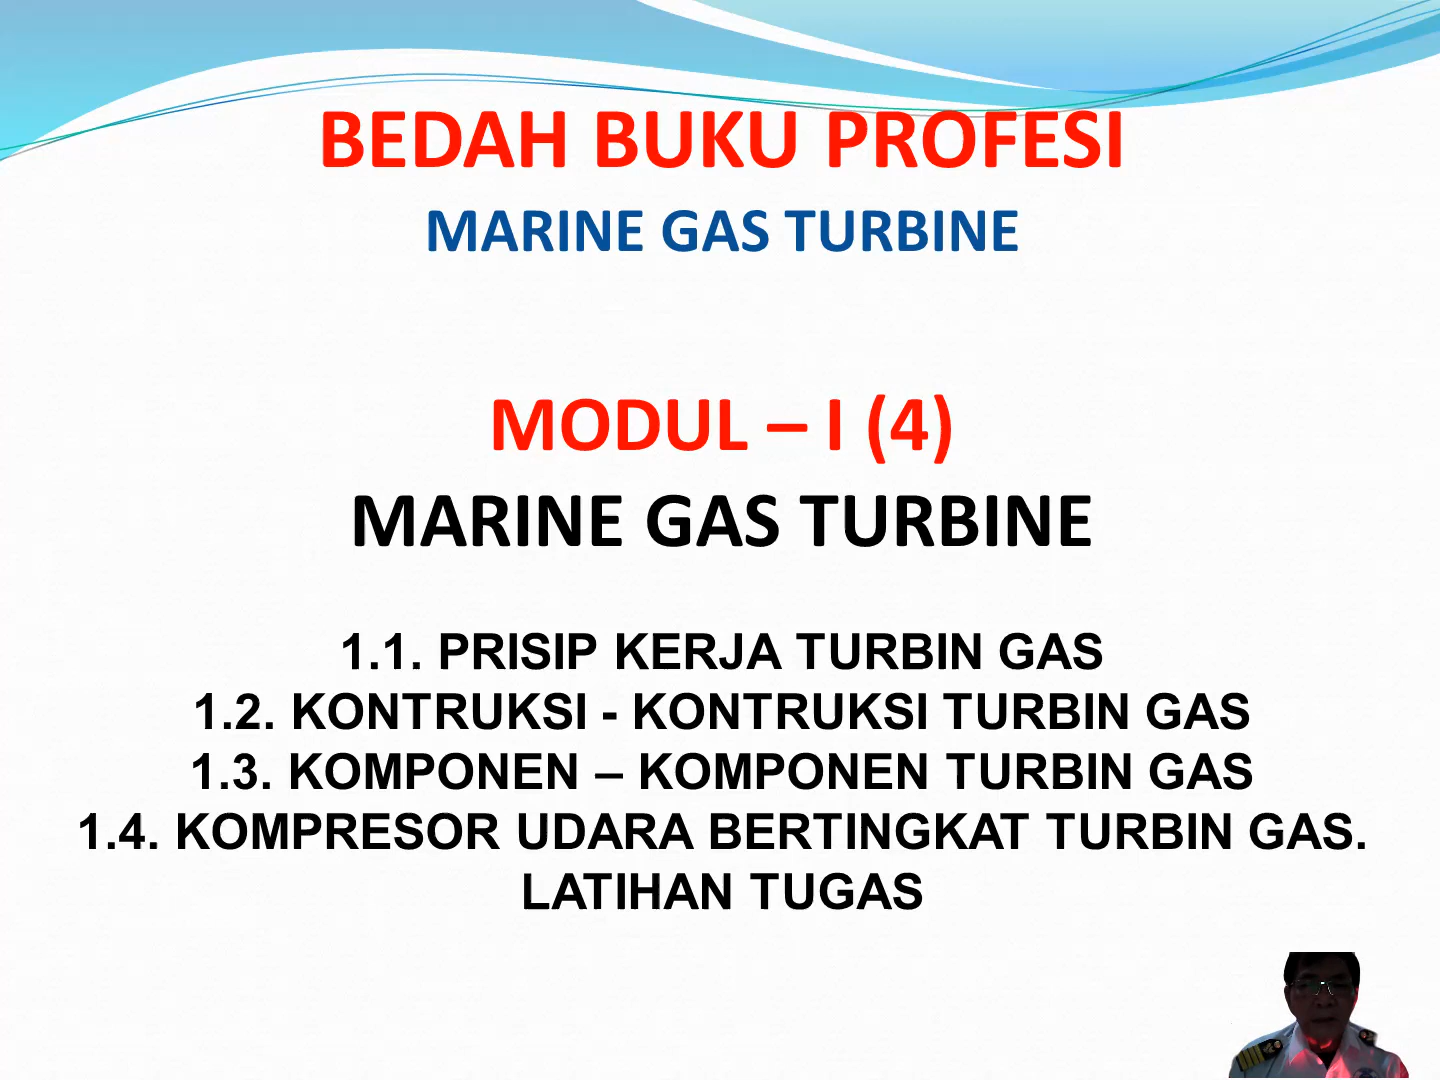 BEDAH BUKU PROFESI
MARINE GAS TURBINE
MODUL – I (4)
MARINE GAS TURBINE
1.1. PRISIP KERJA TURBIN GAS
1.2. KONTRUKSI - KONTRUKSI TURBIN GAS
1.3. KOMPONEN – KOMPONEN TURBIN GAS
1.4. KOMPRESOR UDARA BERTINGKAT TURBIN GAS.
LATIHAN TUGAS